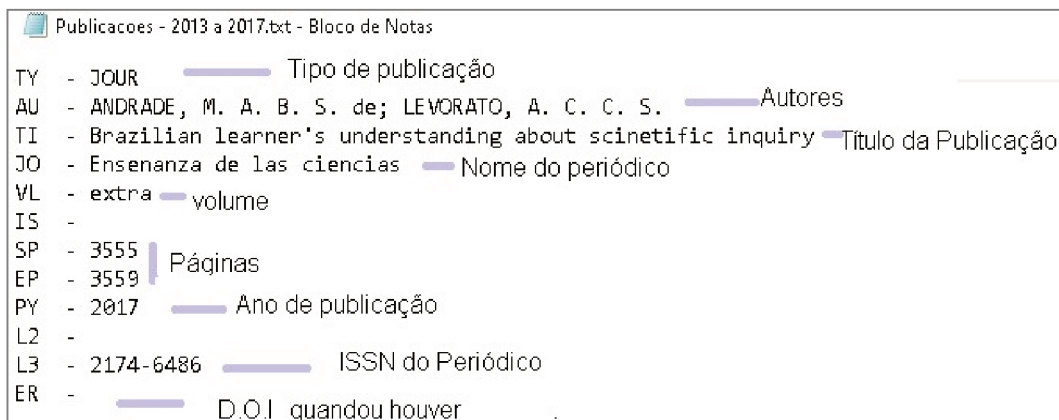 Publicacoes - 2013 a 2017.txt - Bloco de Notas
TY - JOUR Tipo de publicação
AU - ANDRADE, M. A. B. S. de; LEVORATO, A. C. C. S. Autores
TI - Brazilian learner's understanding about scinetific inquiry Título da Publicação
JO - Ensenanza de las ciencias Nome do periódico
VL - extra volume
IS -
SP - 3555
Páginas
EP - 3559
PY - 2017 Ano de publicação
L2 -
L3 - 2174-6486 ISSN do Periódico
ER -
D.O.I quandou houver